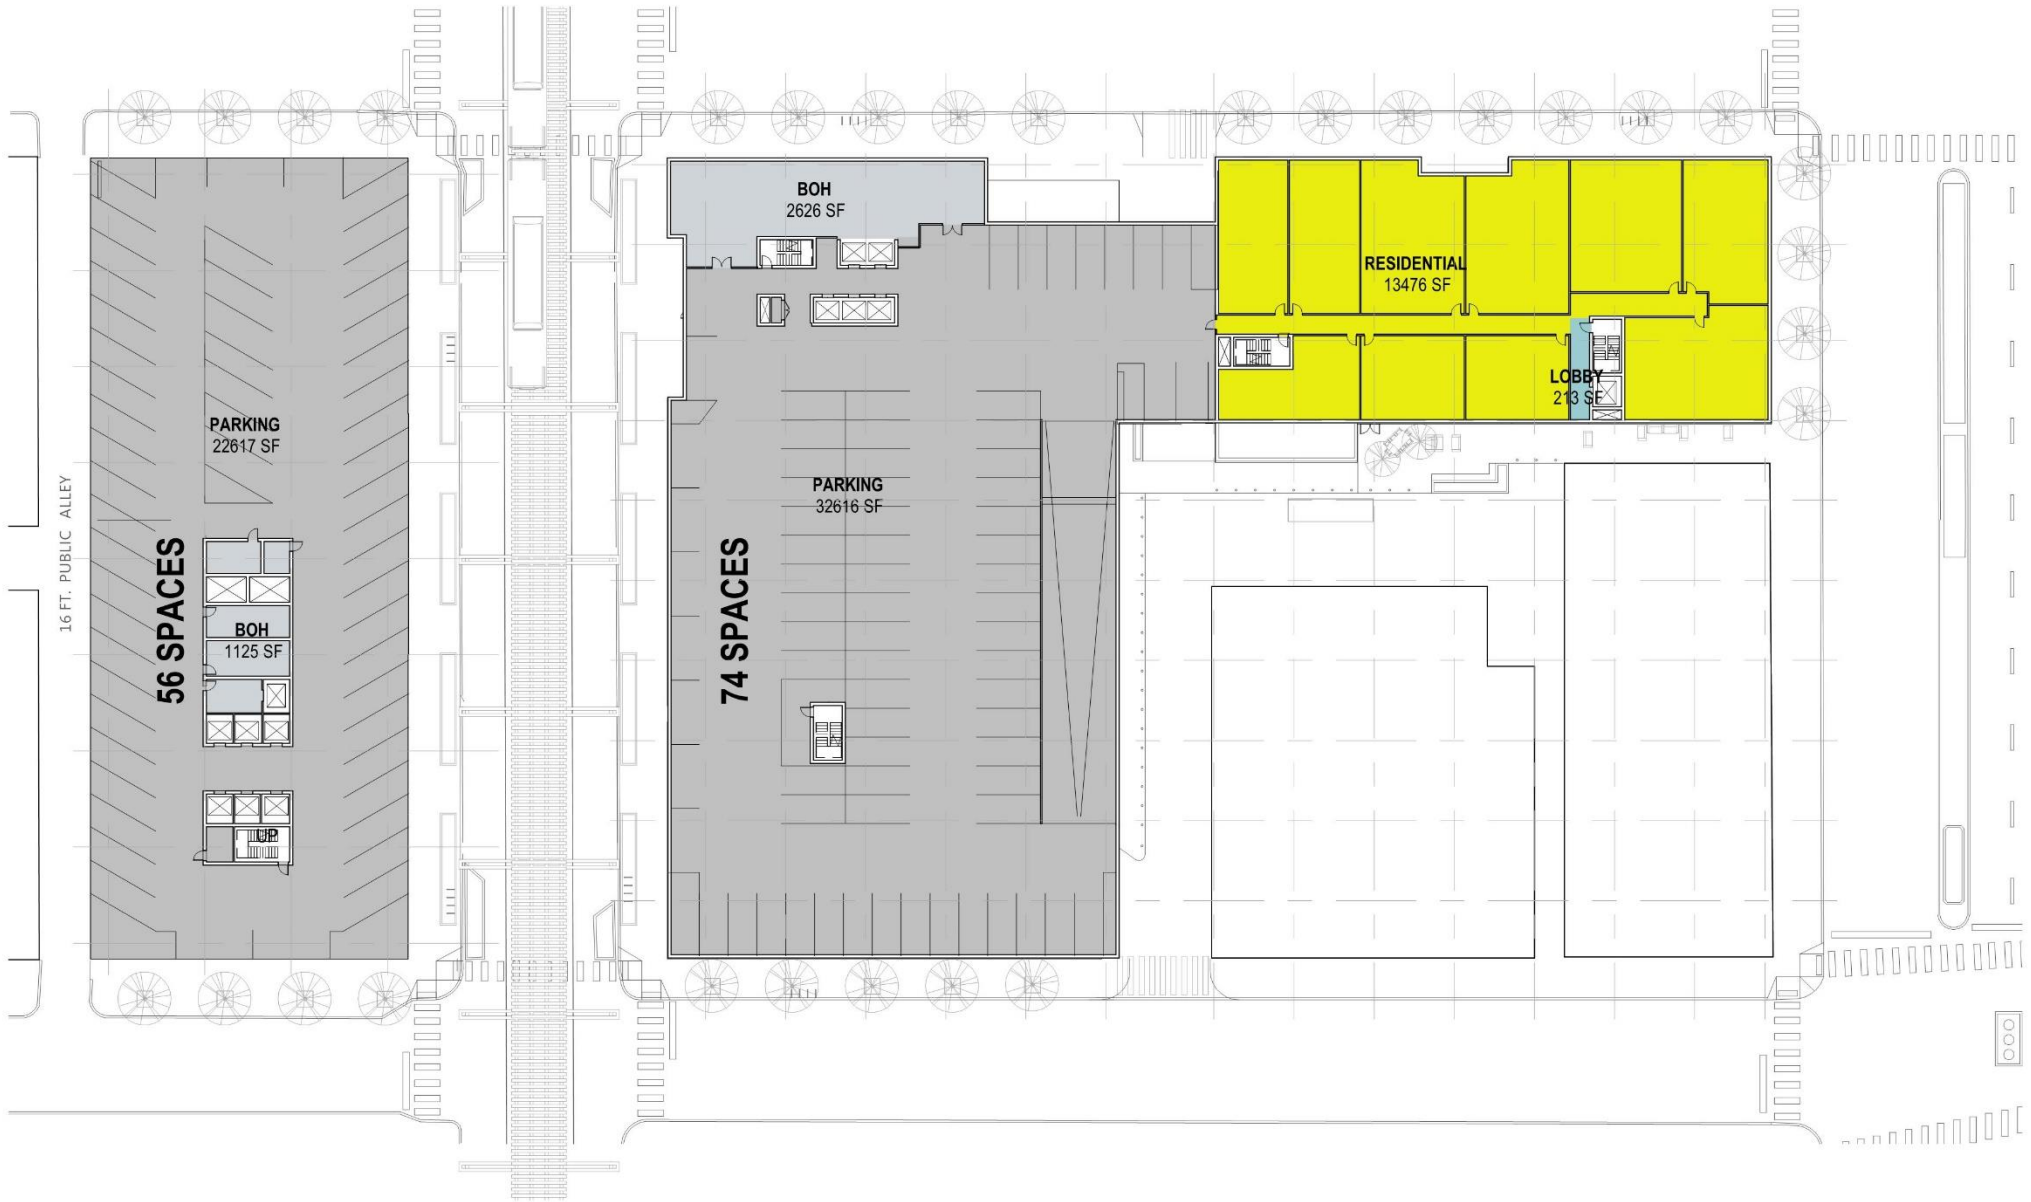 BOH
2626 SF
RESIDENTIAL
13476 SF
LOBBY
213 SF
PARKING
22617 SF
PARKING
32616 SF
16 FT. PUBLIC ALLEY
56 SPACES
74 SPACES
BOH
1125 SF
UP